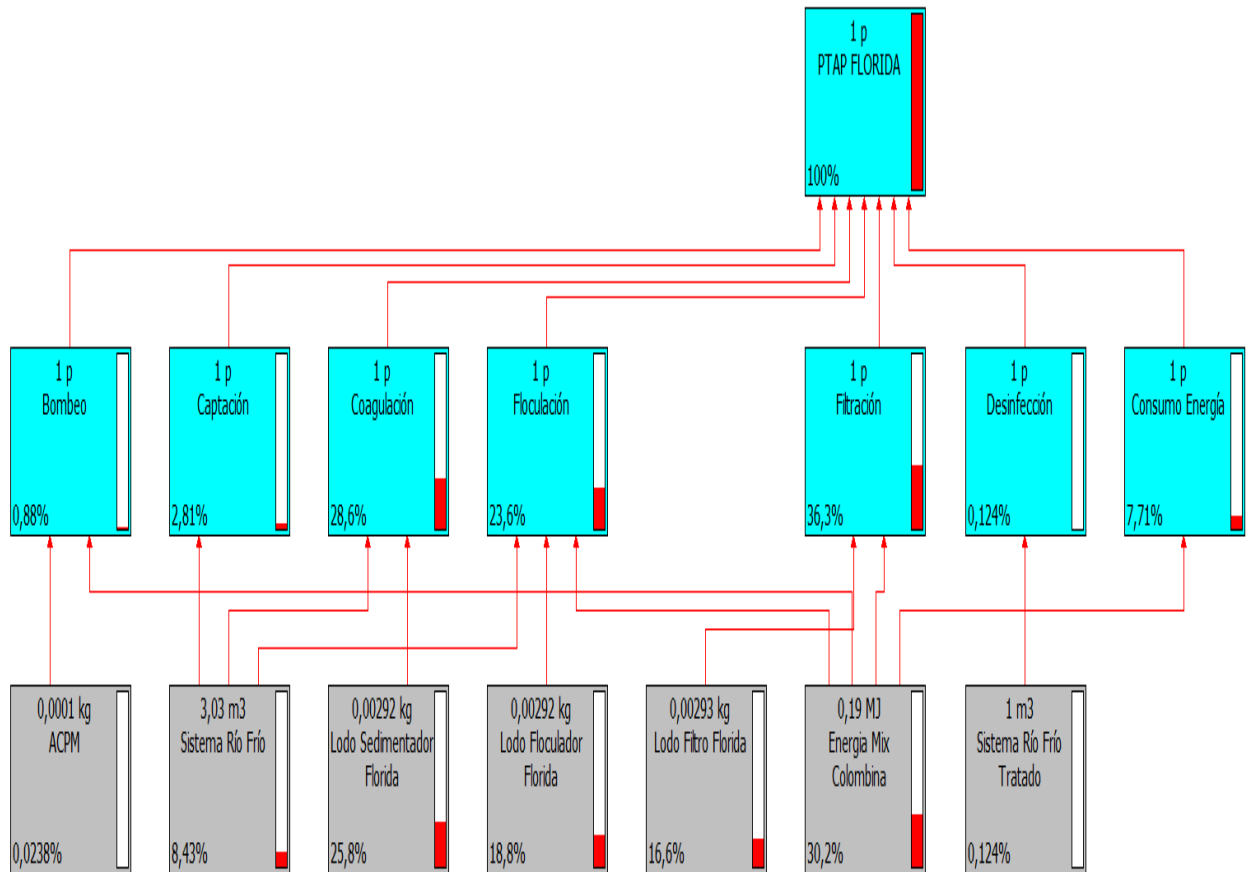 1 p
PTAP FLORIDA
100%
1 p
Bombeo
0,88%
1 p
Captación
2,81%
1 p
Coagulación
28,6%
1 p
Floculación
23,6%
1 p
Filtración
36,3%
1 p
Desinfección
0,124%
1 p
Consumo Energía
7,71%
0,0001 kg
ACPM
0,0238%
3,03 m3
Sistema Río Frío
8,43%
0,00292 kg
Lodo Sedimentador
Florida
25,8%
0,00292 kg
Lodo Floculador
Florida
18,8%
0,00293 kg
Lodo Filtro Florida
16,6%
0,19 MJ
Energia Mix
Colombina
30,2%
1 m3
Sistema Río Frío
Tratado
0,124%